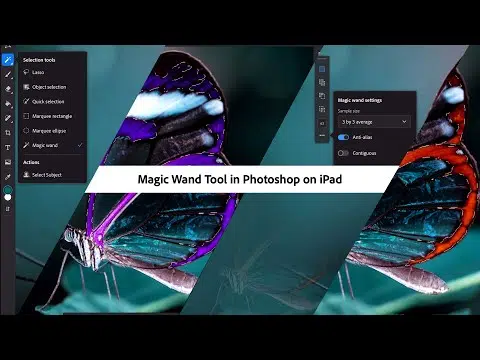 Selection tools
Lasso
Object selection
Quick selection
Marquee rectangle
Marquee ellipse
Magic wand
Actions
Select Subject
Magic wand settings
Sample size
3 by 3 average
Anti-alias
Contiguous
Magic Wand Tool in Photoshop on iPad